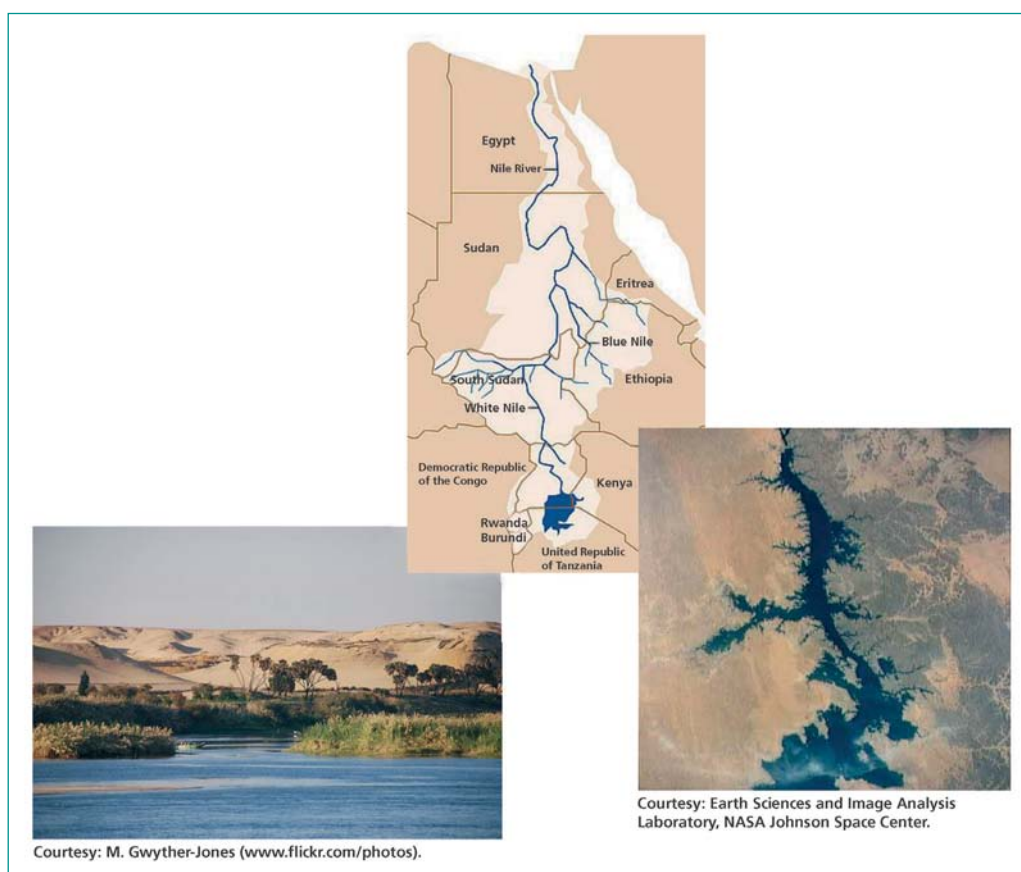 Egypt
Nile River
Sudan
Eritrea
Blue Nile
Ethiopia
South Sudan
White Nile
Democratic Republic
of the Congo
Kenya
Rwanda
Burundi
United Republic
of Tanzania
Courtesy: Earth Sciences and Image Analysis
Laboratory, NASA Johnson Space Center.
Courtesy: M. Gwyther-Jones (www.flickr.com/photos).